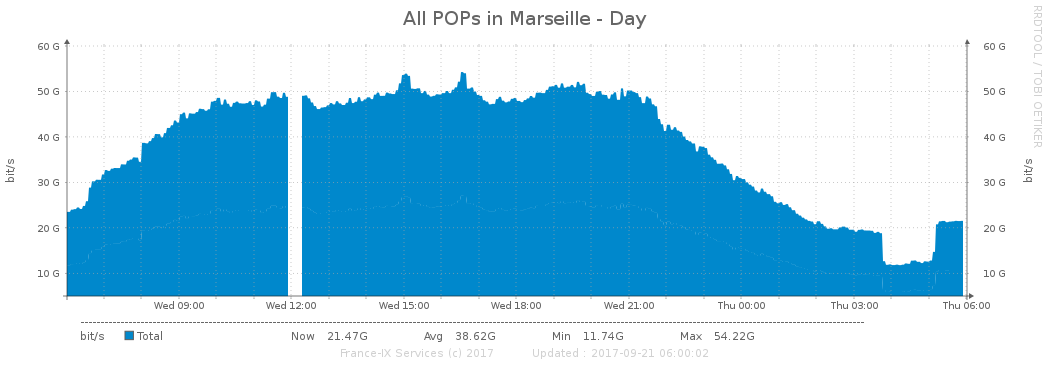 All POPs in Marseille - Day
RRDTOOL / TOBI OETIKER
60 G 60 G
50 G 50 G
40 G 40 G
30 G 30 G
20 G 20 G
10 G 10 G
bit/s bit/s
Wed 09:00 Wed 12:00 Wed 15:00 Wed 18:00 Wed 21:00 Thu 00:00 Thu 03:00 Thu 06:00
bit/s Total Now 21.47G Avg 38.62G Min 11.74G Max 54.22G
France-IX Services (c) 2017 Updated : 2017-09-21 06:00:02